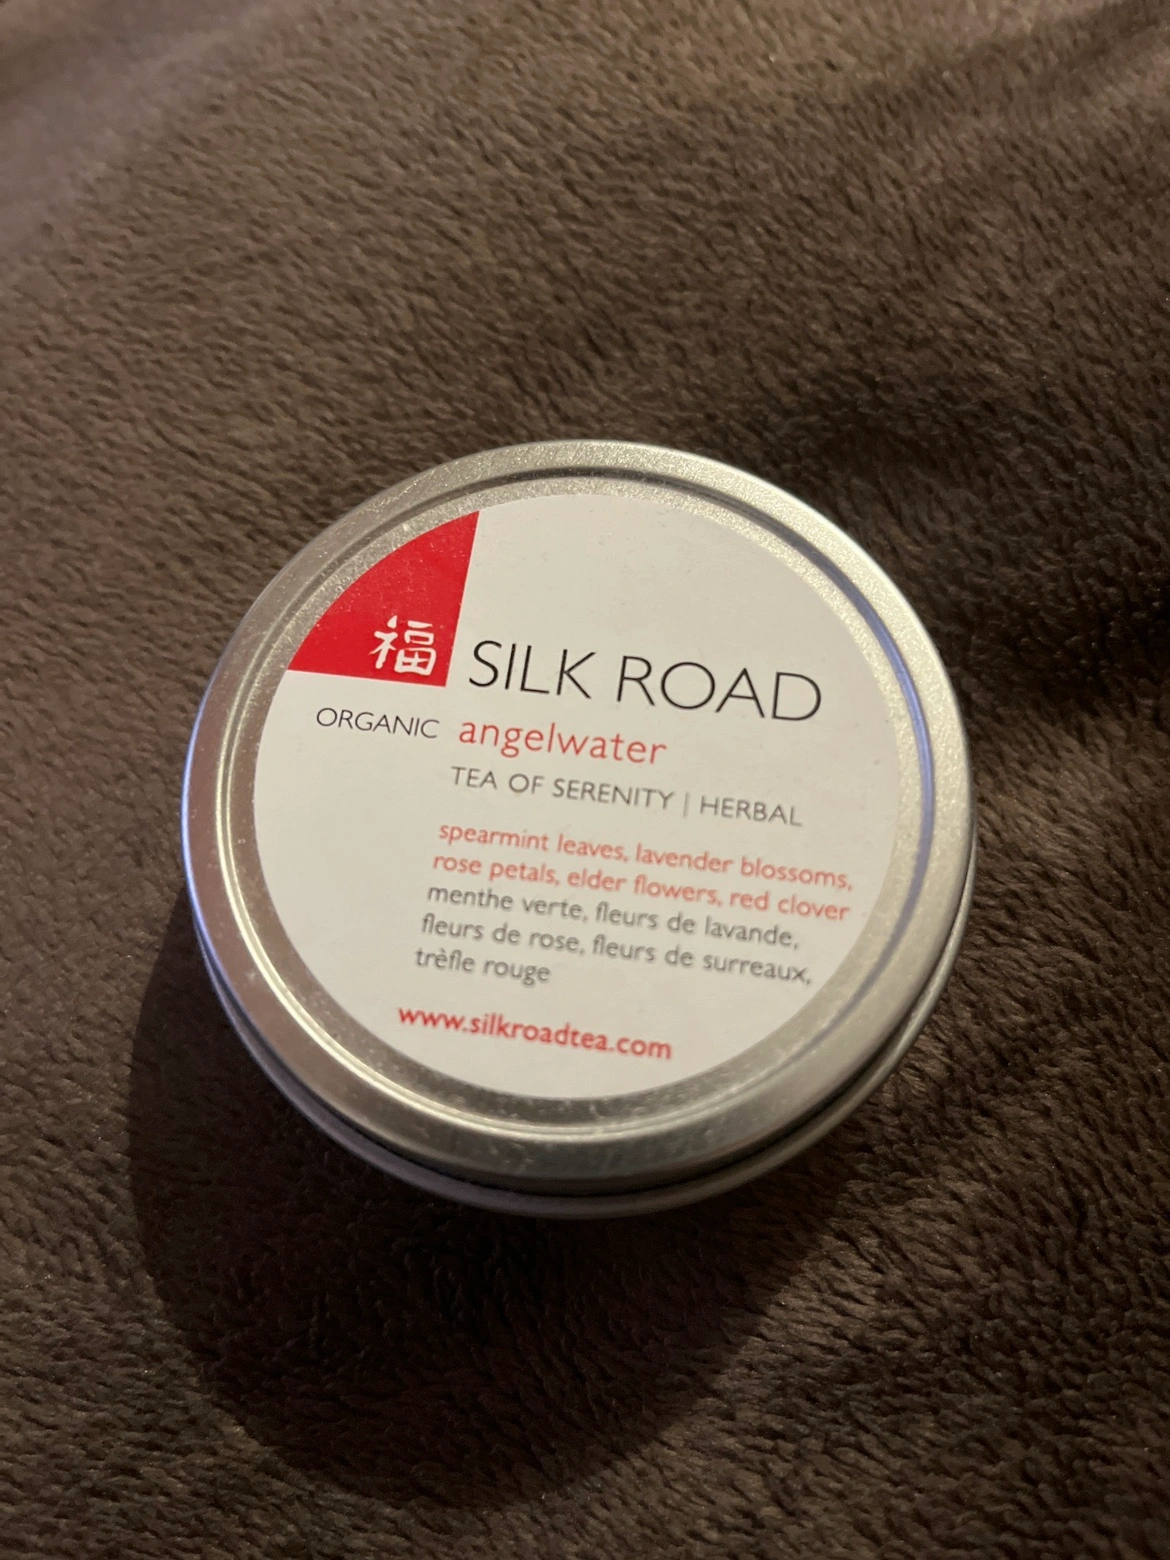 福
SILK ROAD
ORGANIC angelwater
TEA OF SERENITY | HERBAL
spearmint leaves, lavender blossoms,
rose petals, elder flowers, red clover
menthe verte, fleurs de lavande,
fleurs de rose, fleurs de surreaux,
trèfle rouge
www.silkroadtea.com